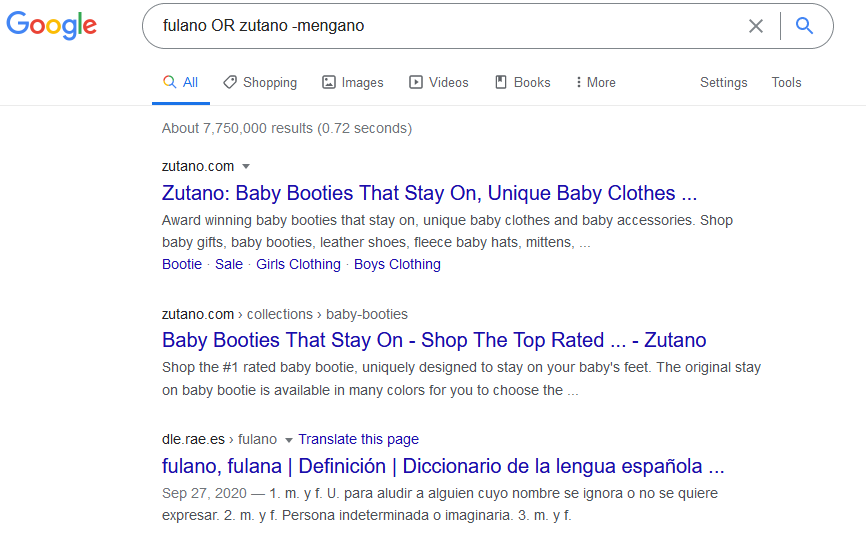 Google
fulano OR zutano -mengano
All Shopping Images Videos Books More Settings Tools
About 7,750,000 results (0.72 seconds)
zutano.com
Zutano: Baby Booties That Stay On, Unique Baby Clothes ...
Award winning baby booties that stay on, unique baby clothes and baby accessories. Shop
baby gifts, baby booties, leather shoes, fleece baby hats, mittens, ...
Bootie · Sale · Girls Clothing · Boys Clothing
zutano.com › collections › baby-booties
Baby Booties That Stay On - Shop The Top Rated ... - Zutano
Shop the #1 rated baby bootie, uniquely designed to stay on your baby's feet. The original stay
on baby bootie is available in many colors for you to choose the ...
dle.rae.es › fulano Translate this page
fulano, fulana | Definición | Diccionario de la lengua española ...
Sep 27, 2020 — 1. m. y f. U. para aludir a alguien cuyo nombre se ignora o no se quiere
expresar. 2. m. y f. Persona indeterminada o imaginaria. 3. m. y f.